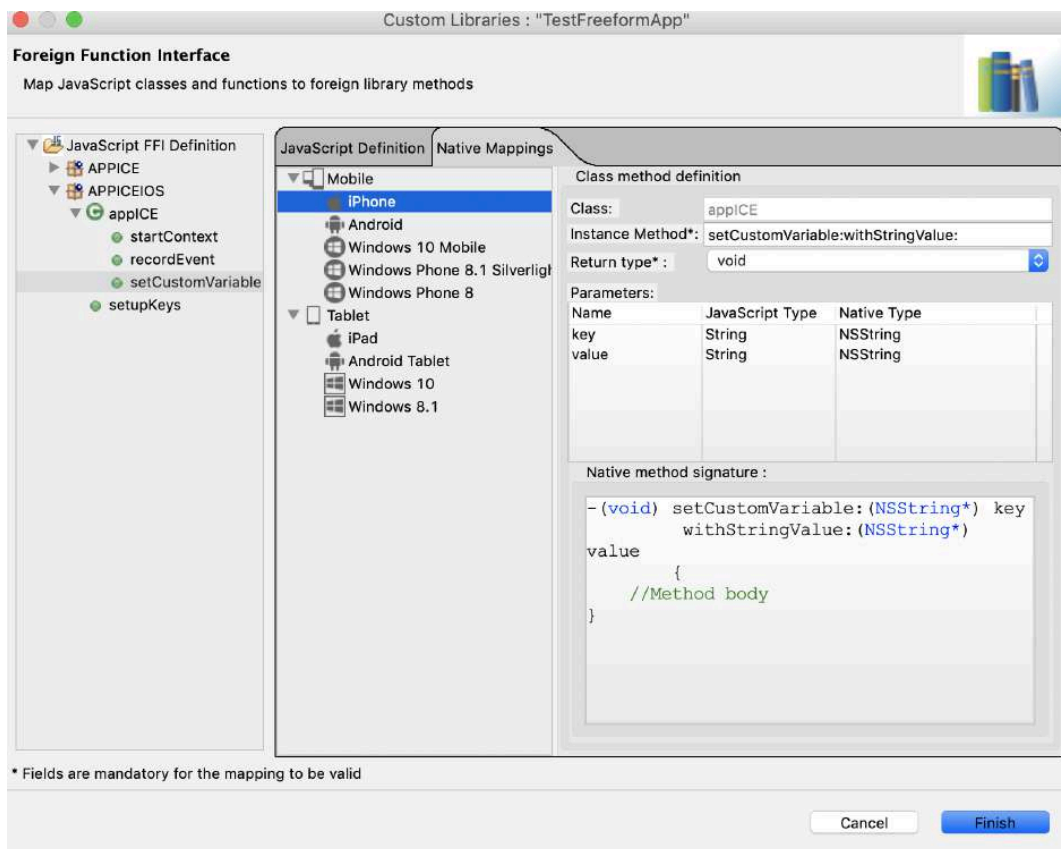 Custom Libraries : "TestFreeformApp"
Foreign Function Interface
Map JavaScript classes and functions to foreign library methods
JavaScript FFI Definition
APPICE
APPICEIOS
appICE
startContext
recordEvent
setCustomVariable
setupKeys
JavaScript Definition
Native Mappings
Mobile
iPhone
Android
Windows 10 Mobile
Windows Phone 8.1 Silverligh
Windows Phone 8
Tablet
iPad
Android Tablet
Windows 10
Windows 8.1
Class method definition
Class: appICE
Instance Method*: setCustomVariable:withStringValue:
Return type* : void
Parameters:
Name JavaScript Type Native Type
key String NSString
value String NSString
Native method signature :
-(void) setCustomVariable:(NSString*) key
withStringValue:(NSString*)
value
{
//Method body
}
* Fields are mandatory for the mapping to be valid
Cancel Finish